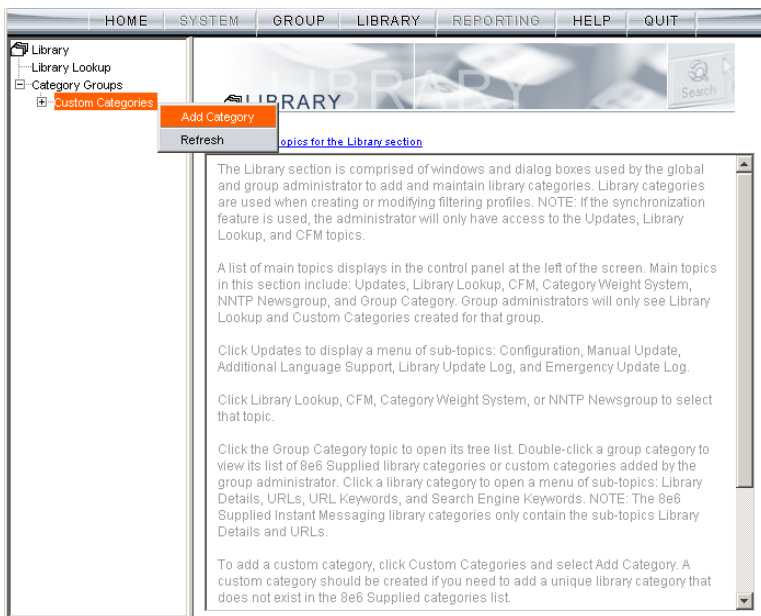 HOME SYSTEM GROUP LIBRARY REPORTING HELP QUIT
Library
Library Lookup
Category Groups
Custom Categories
Add Category
Refresh
LIBRARY
LIBRARY
Search
opics for the Library section
The Library section is comprised of windows and dialog boxes used by the global
and group administrator to add and maintain library categories. Library categories
are used when creating or modifying filtering profiles. NOTE: If the synchronization
feature is used, the administrator will only have access to the Updates, Library
Lookup, and CFM topics.
A list of main topics displays in the control panel at the left of the screen. Main topics
in this section include: Updates, Library Lookup, CFM, Category Weight System,
NNTP Newsgroup, and Group Category. Group administrators will only see Library
Lookup and Custom Categories created for that group.
Click Updates to display a menu of sub-topics: Configuration, Manual Update,
Additional Language Support, Library Update Log, and Emergency Update Log.
Click Library Lookup, CFM, Category Weight System, or NNTP Newsgroup to select
that topic.
Click the Group Category topic to open its tree list. Double-click a group category to
view its list of 8e6 Supplied library categories or custom categories added by the
group administrator. Click a library category to open a menu of sub-topics: Library
Details, URLs, URL Keywords, and Search Engine Keywords. NOTE: The 8e6
Supplied Instant Messaging library categories only contain the sub-topics Library
Details and URLs.
To add a custom category, click Custom Categories and select Add Category. A
custom category should be created if you need to add a unique library category that
does not exist in the 8e6 Supplied categories list.